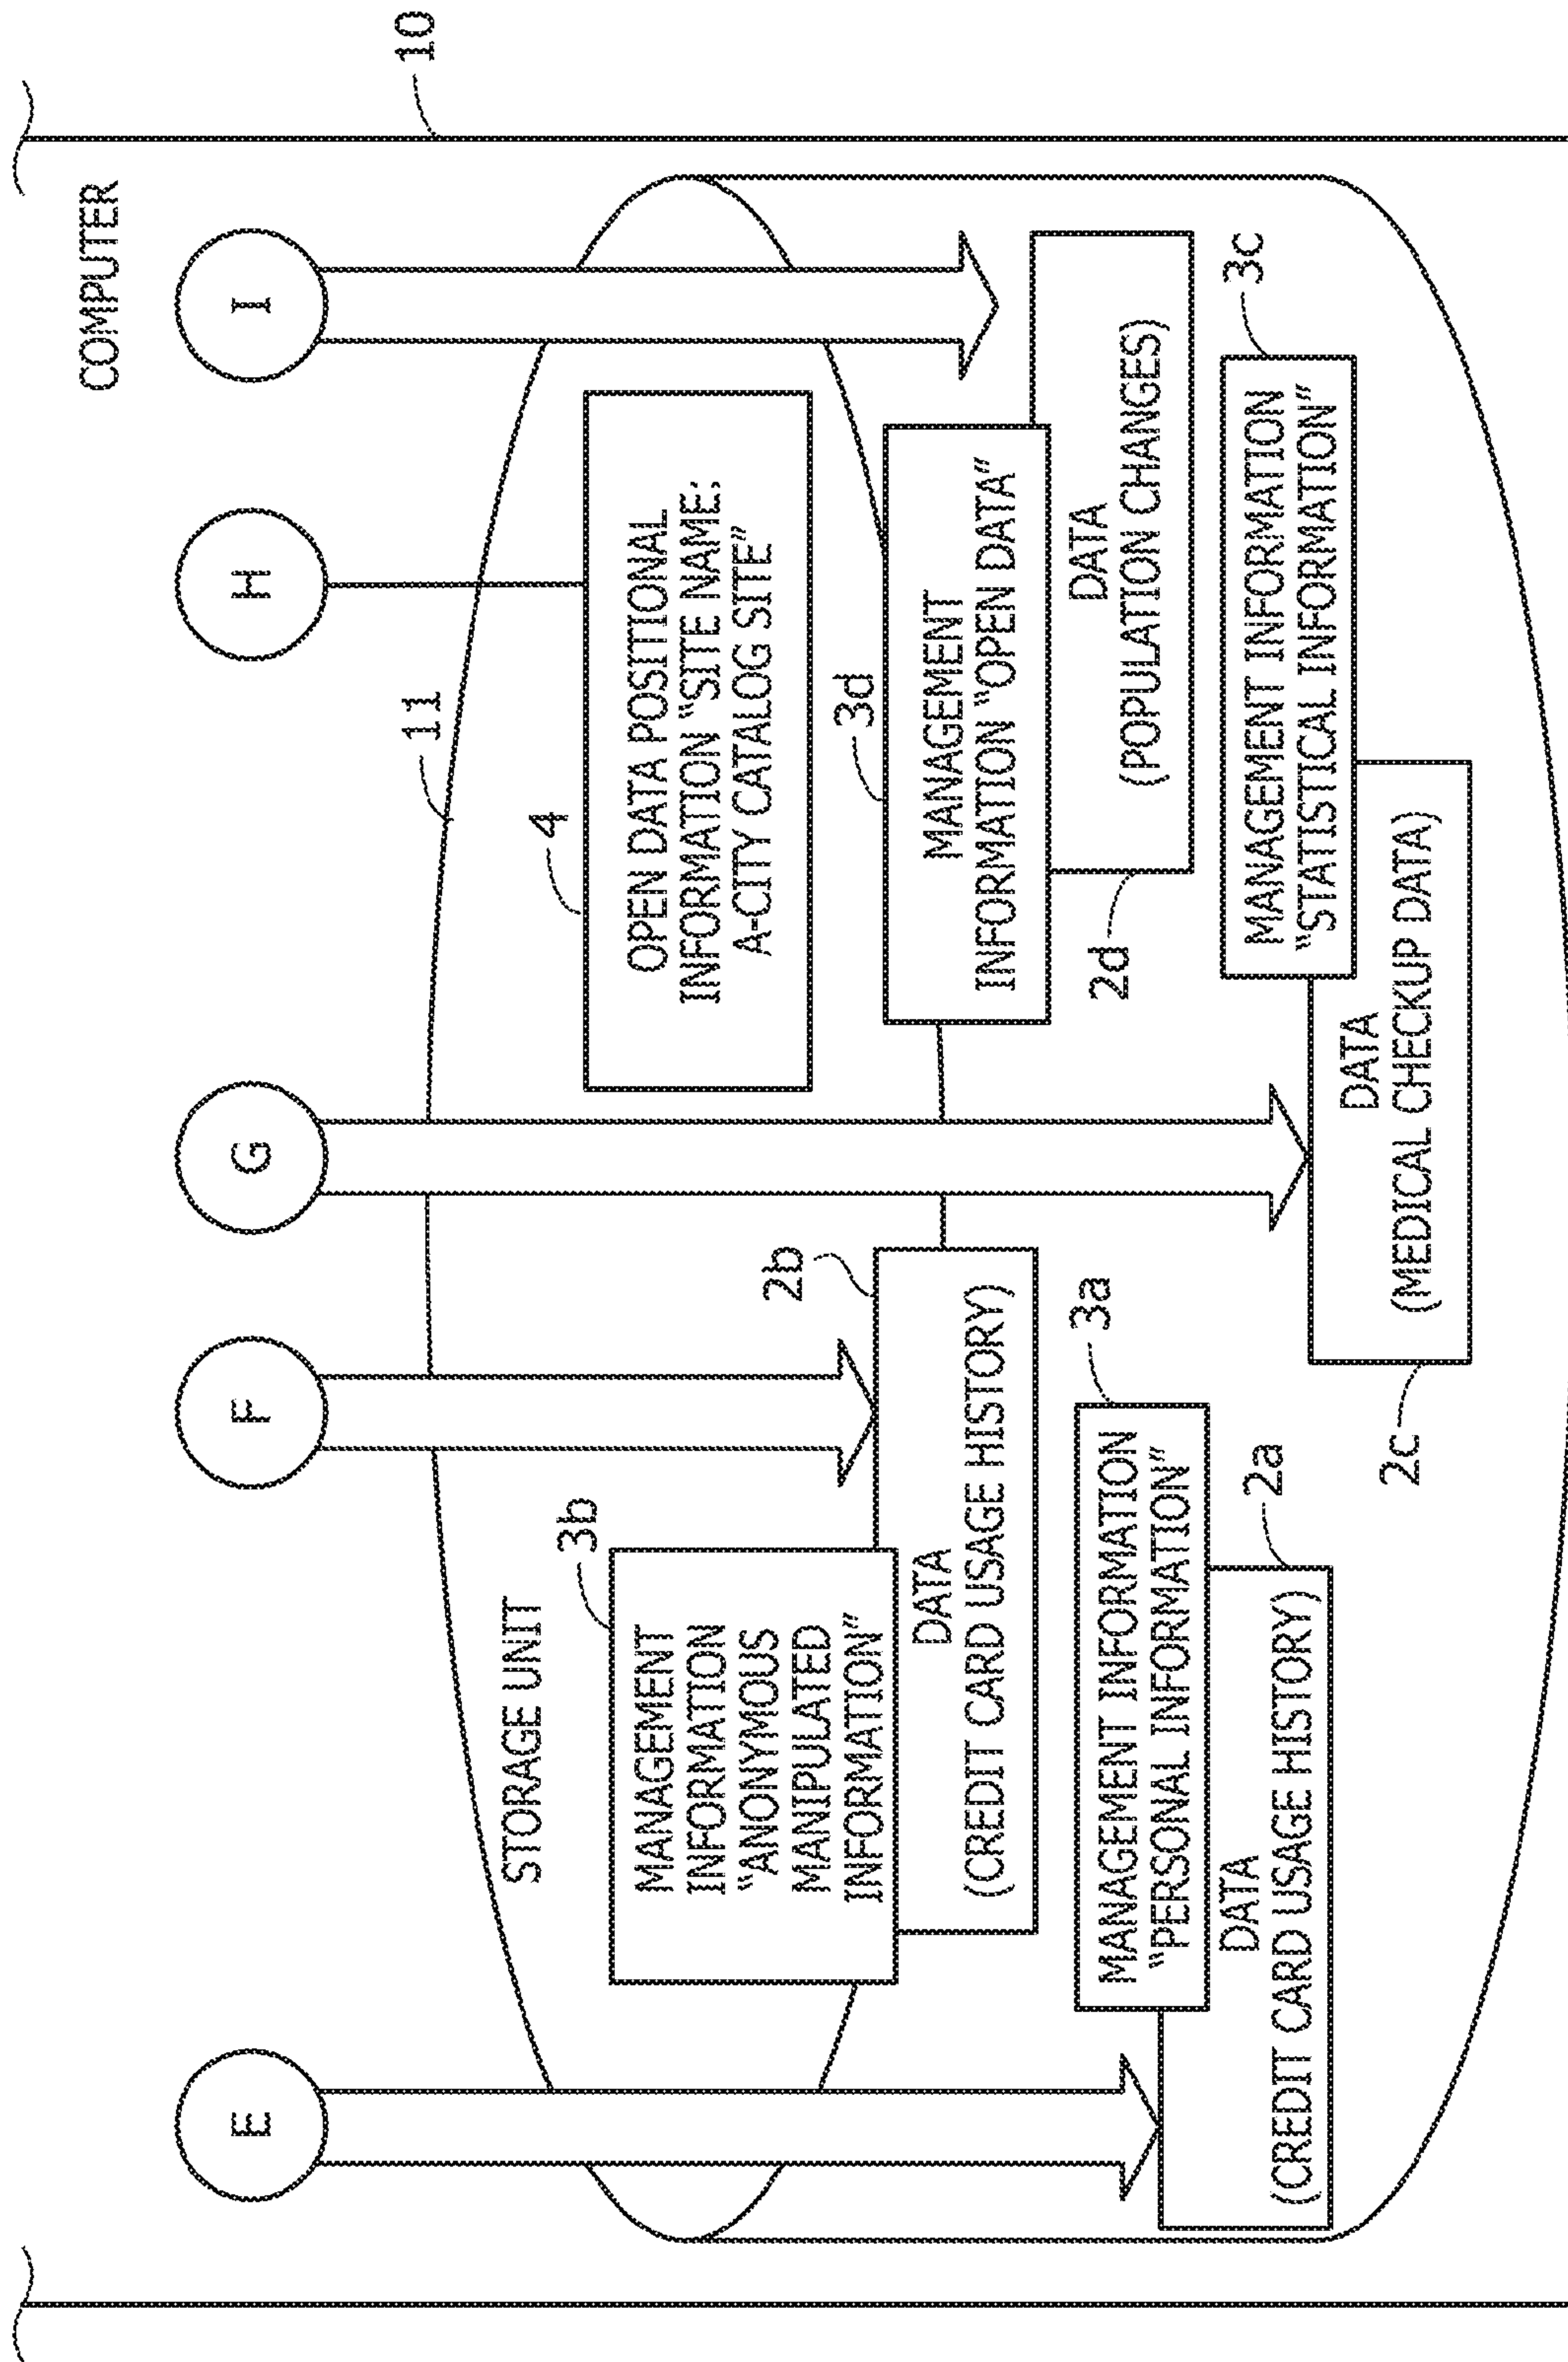 COMPUTER
10
E
F
G
H
I
STORAGE UNIT
11
3b
MANAGEMENT
INFORMATION
“ANONYMOUS
MANIPULATED
INFORMATION”
2b
DATA
(CREDIT CARD USAGE HISTORY)
4
OPEN DATA POSITIONAL
INFORMATION “SITE NAME:
A-CITY CATALOG SITE”
3d
MANAGEMENT
INFORMATION “OPEN DATA”
2d
DATA
(POPULATION CHANGES)
3a
MANAGEMENT INFORMATION
“PERSONAL INFORMATION”
2a
DATA
(CREDIT CARD USAGE HISTORY)
3c
MANAGEMENT INFORMATION
“STATISTICAL INFORMATION”
2c
DATA
(MEDICAL CHECKUP DATA)